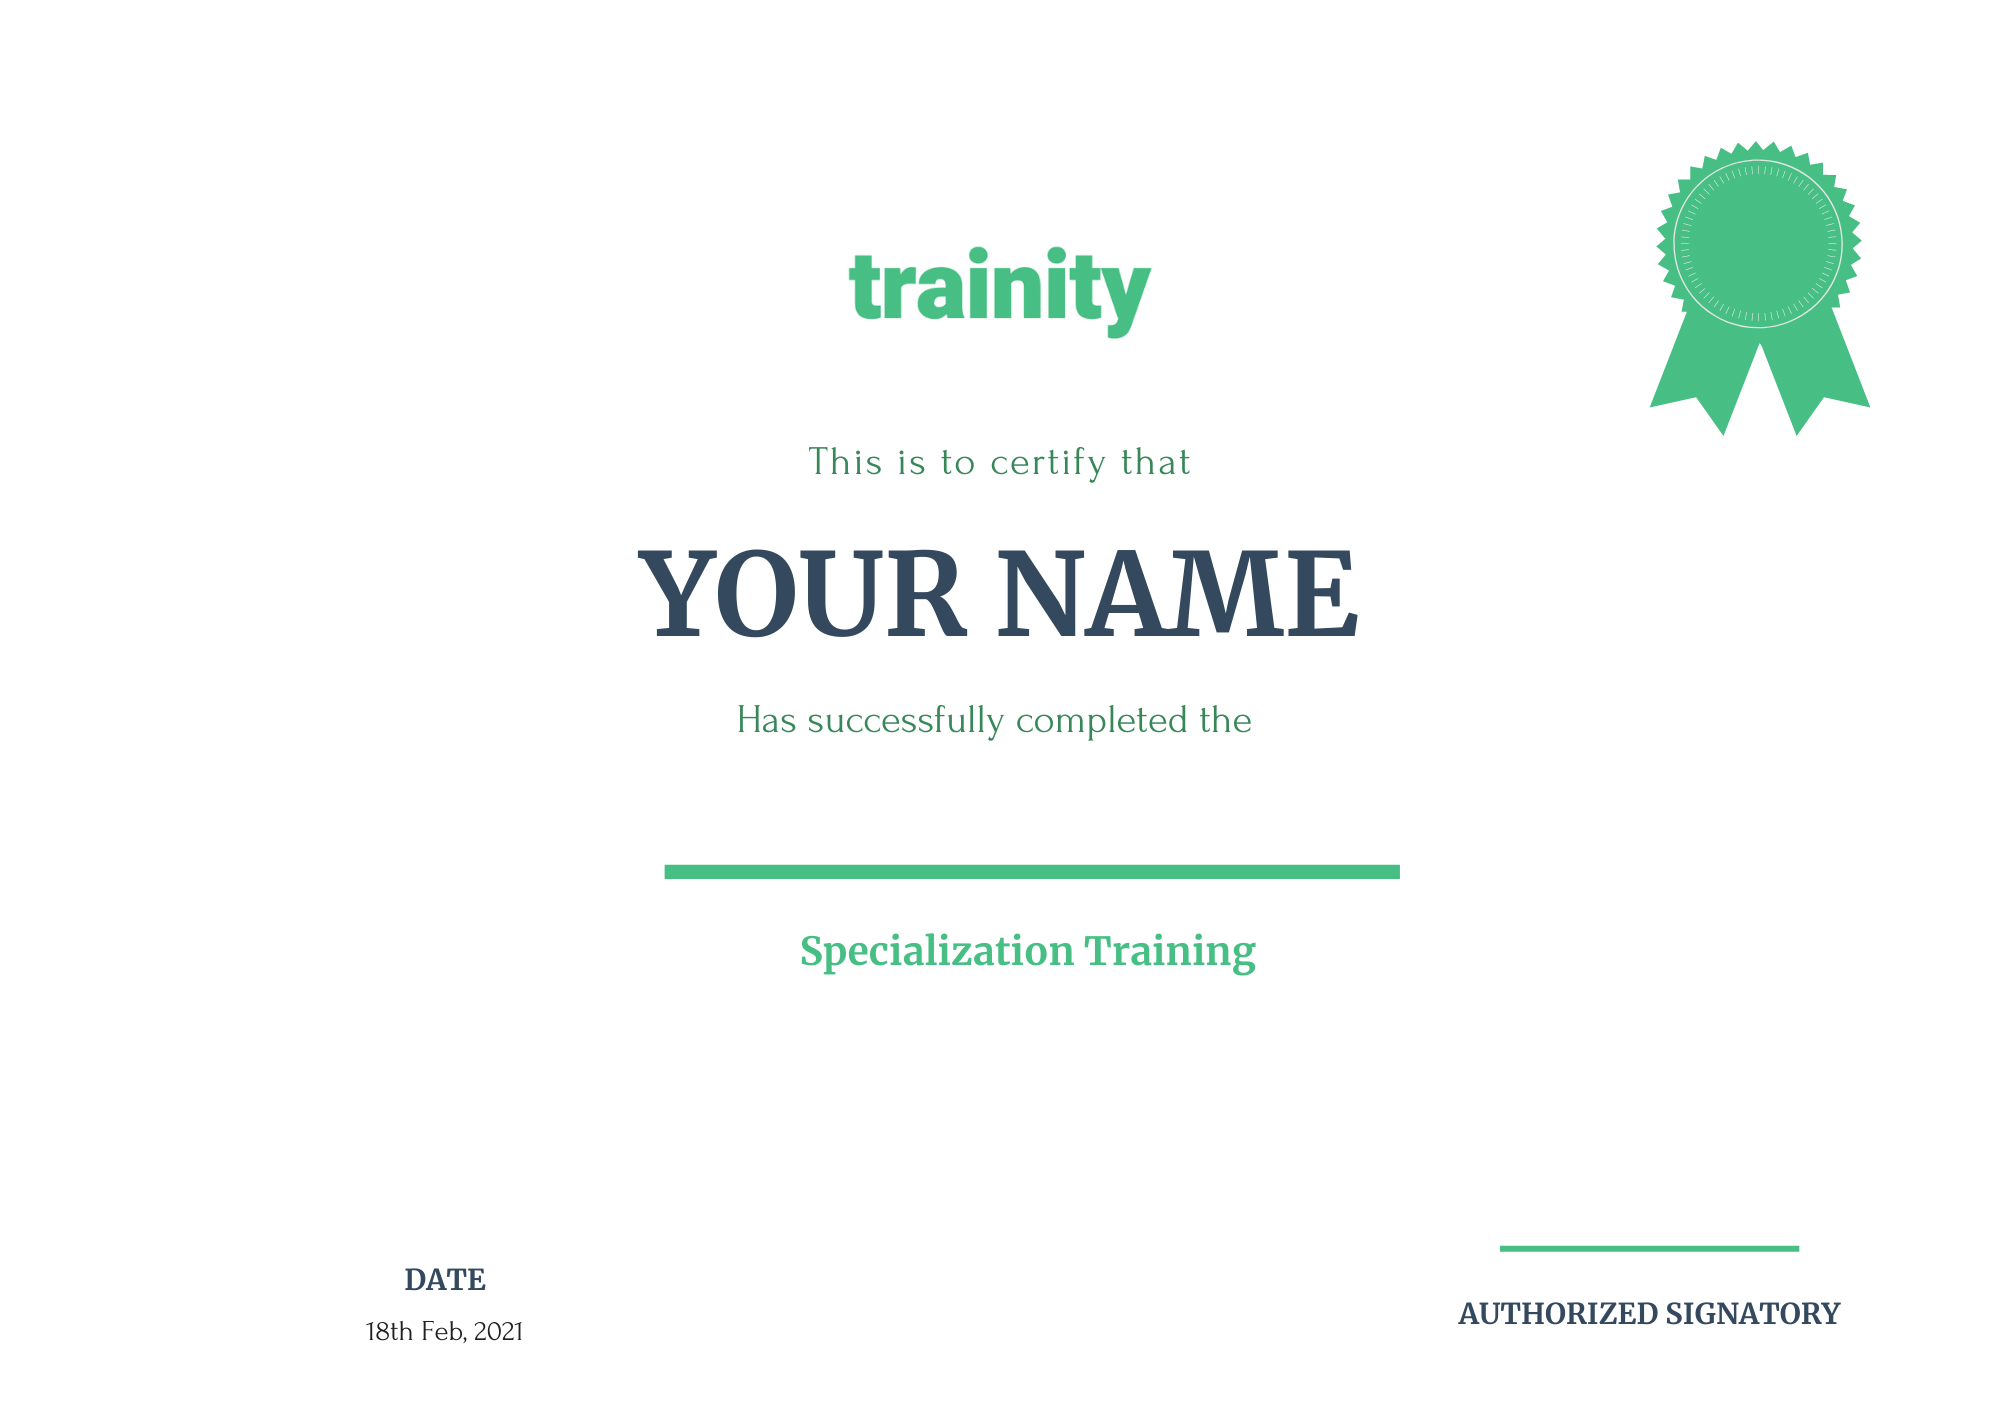 trainity
This is to certify that
YOUR NAME
Has successfully completed the
Specialization Training
DATE
18th Feb, 2021
AUTHORIZED SIGNATORY